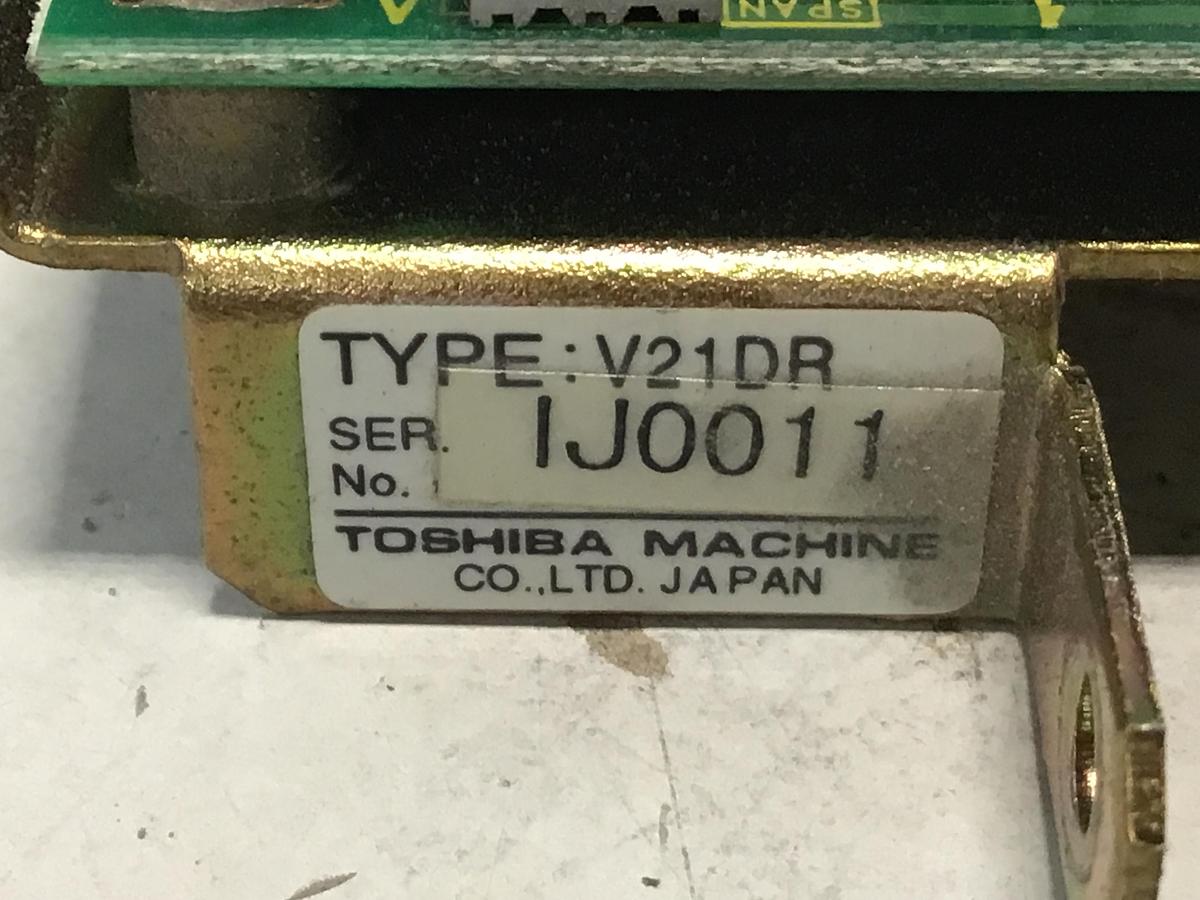 SPAN
TYPE: V21DR
SER. No. IJ0011
TOSHIBA MACHINE
CO.,LTD. JAPAN